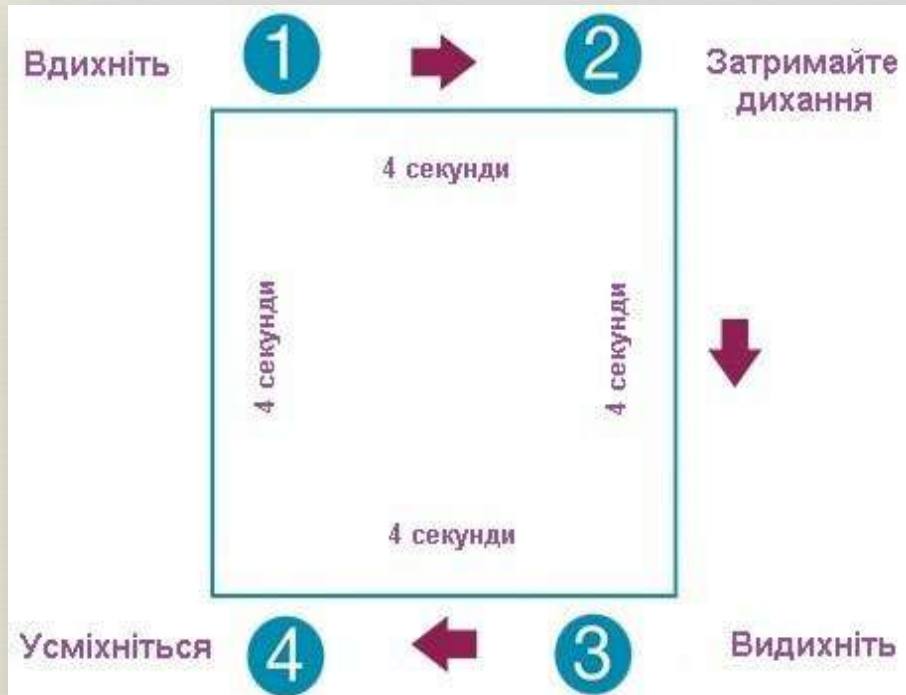 Вдихніть
1
2
Затримайте
дихання
4 секунди
4 секунди
4 секунди
4 секунди
Усміхніться
4
3
Видихніть